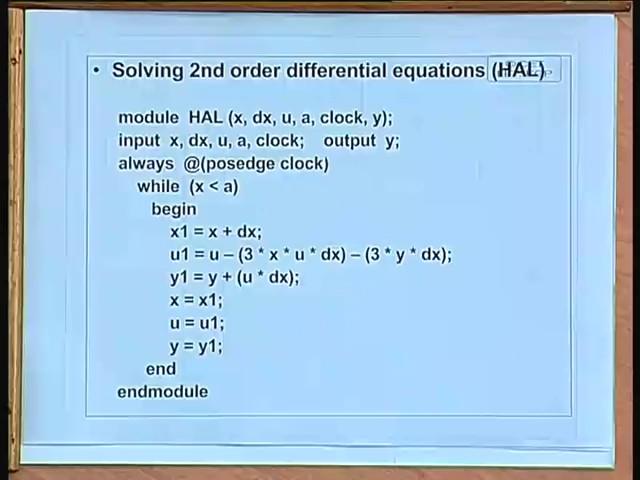 • Solving 2nd order differential equations (HAL)
module HAL (x, dx, u, a, clock, y);
input x, dx, u, a, clock; output y;
always @(posedge clock)
while (x < a)
begin
x1 = x + dx;
u1 = u – (3 * x * u * dx) – (3 * y * dx);
y1 = y + (u * dx);
x = x1;
u = u1;
y = y1;
end
endmodule